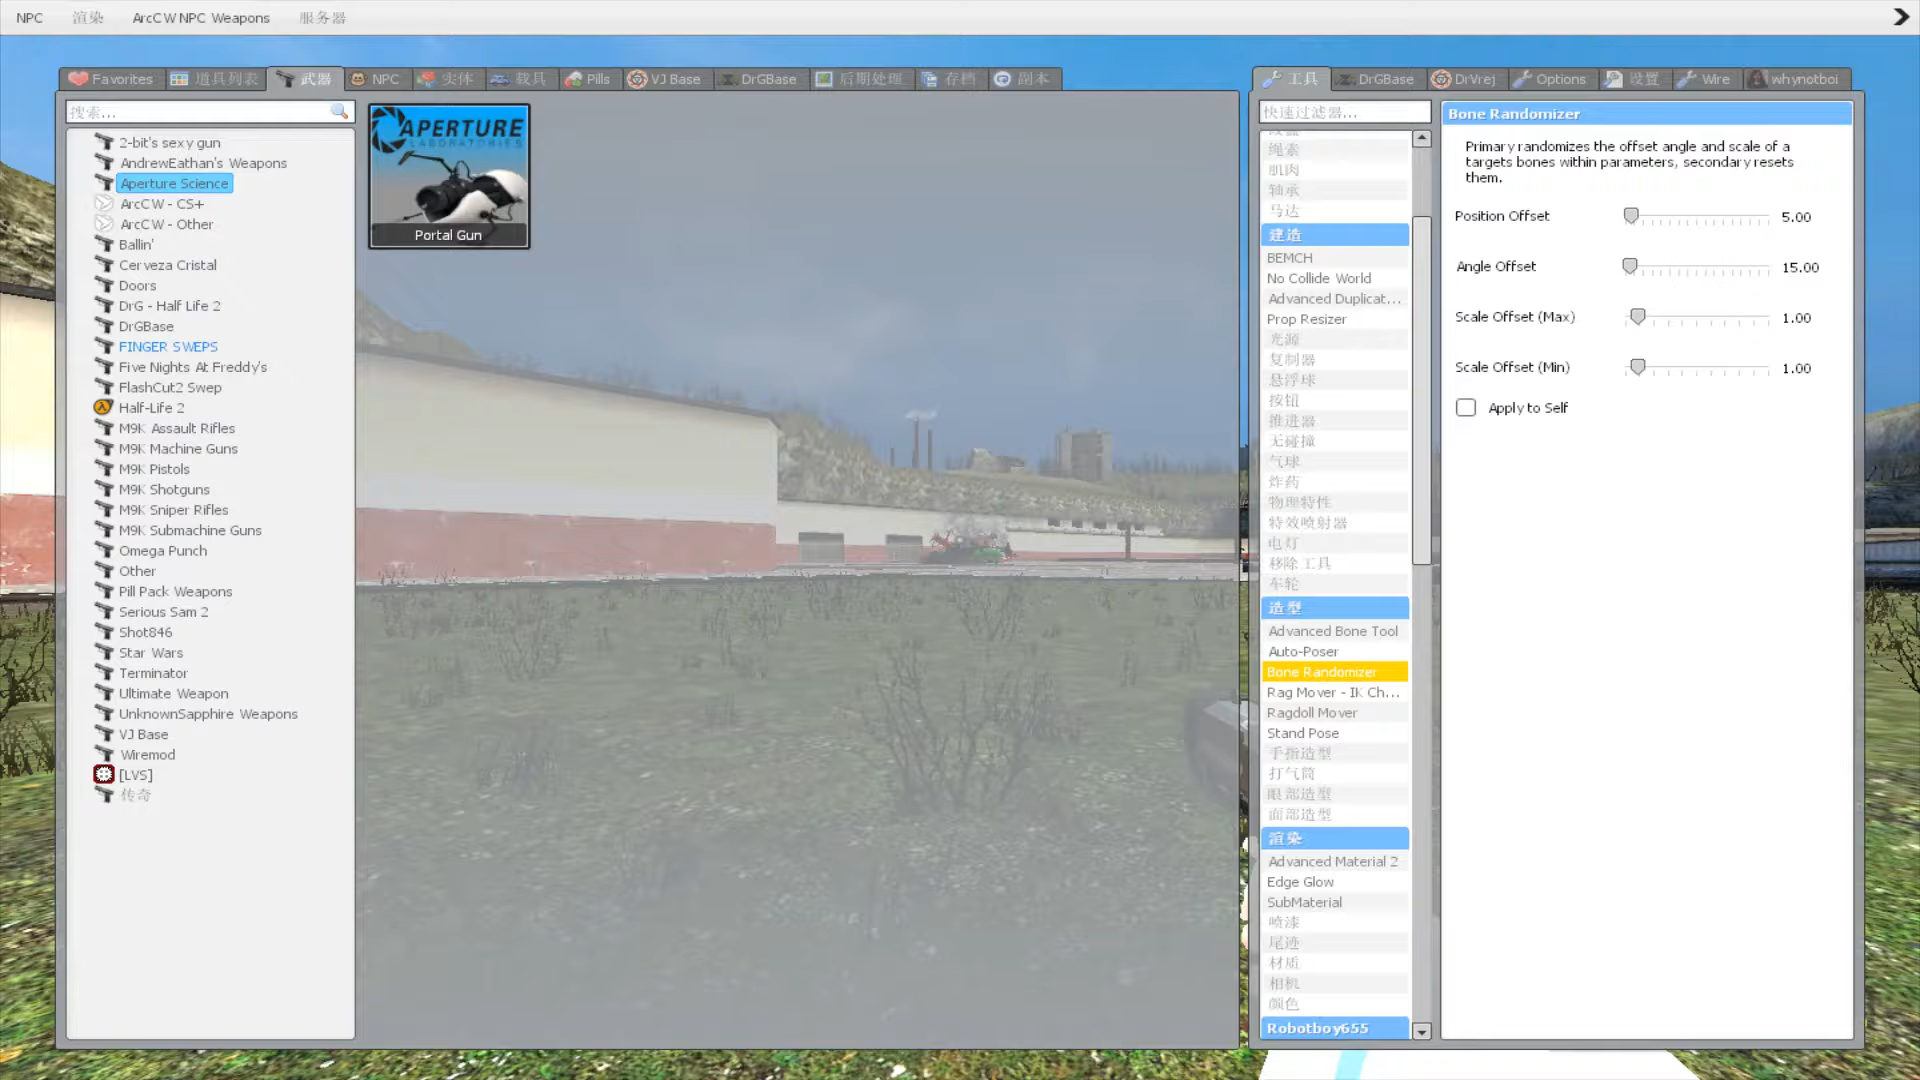 NPC 渲染 ArcCW NPC Weapons 服务器
Favorites 道具列表 武器 NPC 实体 载具 Pills VJ Base DrGBase 后期处理 存档 副本
搜索...
2-bit's sexy gun
AndrewEathan's Weapons
Aperture Science
ArcCW - CS+
ArcCW - Other
Ballin'
Cerveza Cristal
Doors
DrG - Half Life 2
DrGBase
FINGER SWEPS
Five Nights At Freddy's
FlashCut2 Swep
Half-Life 2
M9K Assault Rifles
M9K Machine Guns
M9K Pistols
M9K Shotguns
M9K Sniper Rifles
M9K Submachine Guns
Omega Punch
Other
Pill Pack Weapons
Serious Sam 2
Shot846
Star Wars
Terminator
Ultimate Weapon
UnknownSapphire Weapons
VJ Base
Wiremod
[LVS]
传奇
APERTURE
LABORATORIES
Portal Gun
工具 DrGBase DrVrej Options 设置 Wire whynotboi
快速过滤器...
绳索
肌肉
轴承
马达
建造
BEMCH
No Collide World
Advanced Duplicat...
Prop Resizer
光源
复制器
悬浮球
按钮
推进器
无碰撞
气球
炸药
物理特性
特效喷射器
电灯
移除工具
车轮
造型
Advanced Bone Tool
Auto-Poser
Bone Randomizer
Rag Mover - IK Ch...
Ragdoll Mover
Stand Pose
手指造型
打气筒
眼部造型
面部造型
渲染
Advanced Material 2
Edge Glow
SubMaterial
喷漆
尾迹
材质
相机
颜色
Robotboy655
Bone Randomizer
Primary randomizes the offset angle and scale of a
targets bones within parameters, secondary resets
them.
Position Offset 5.00
Angle Offset 15.00
Scale Offset (Max) 1.00
Scale Offset (Min) 1.00
Apply to Self